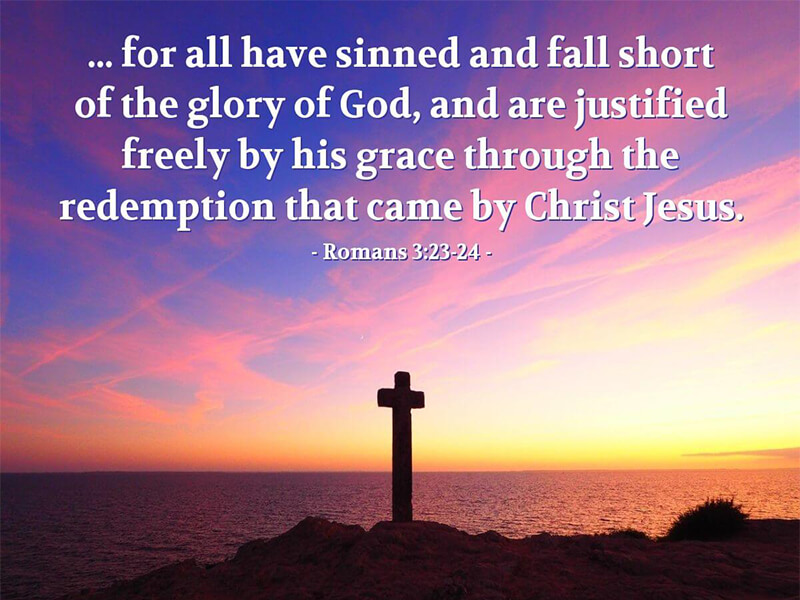 ... for all have sinned and fall short
of the glory of God, and are justified
freely by his grace through the
redemption that came by Christ Jesus.
- Romans 3:23-24 -